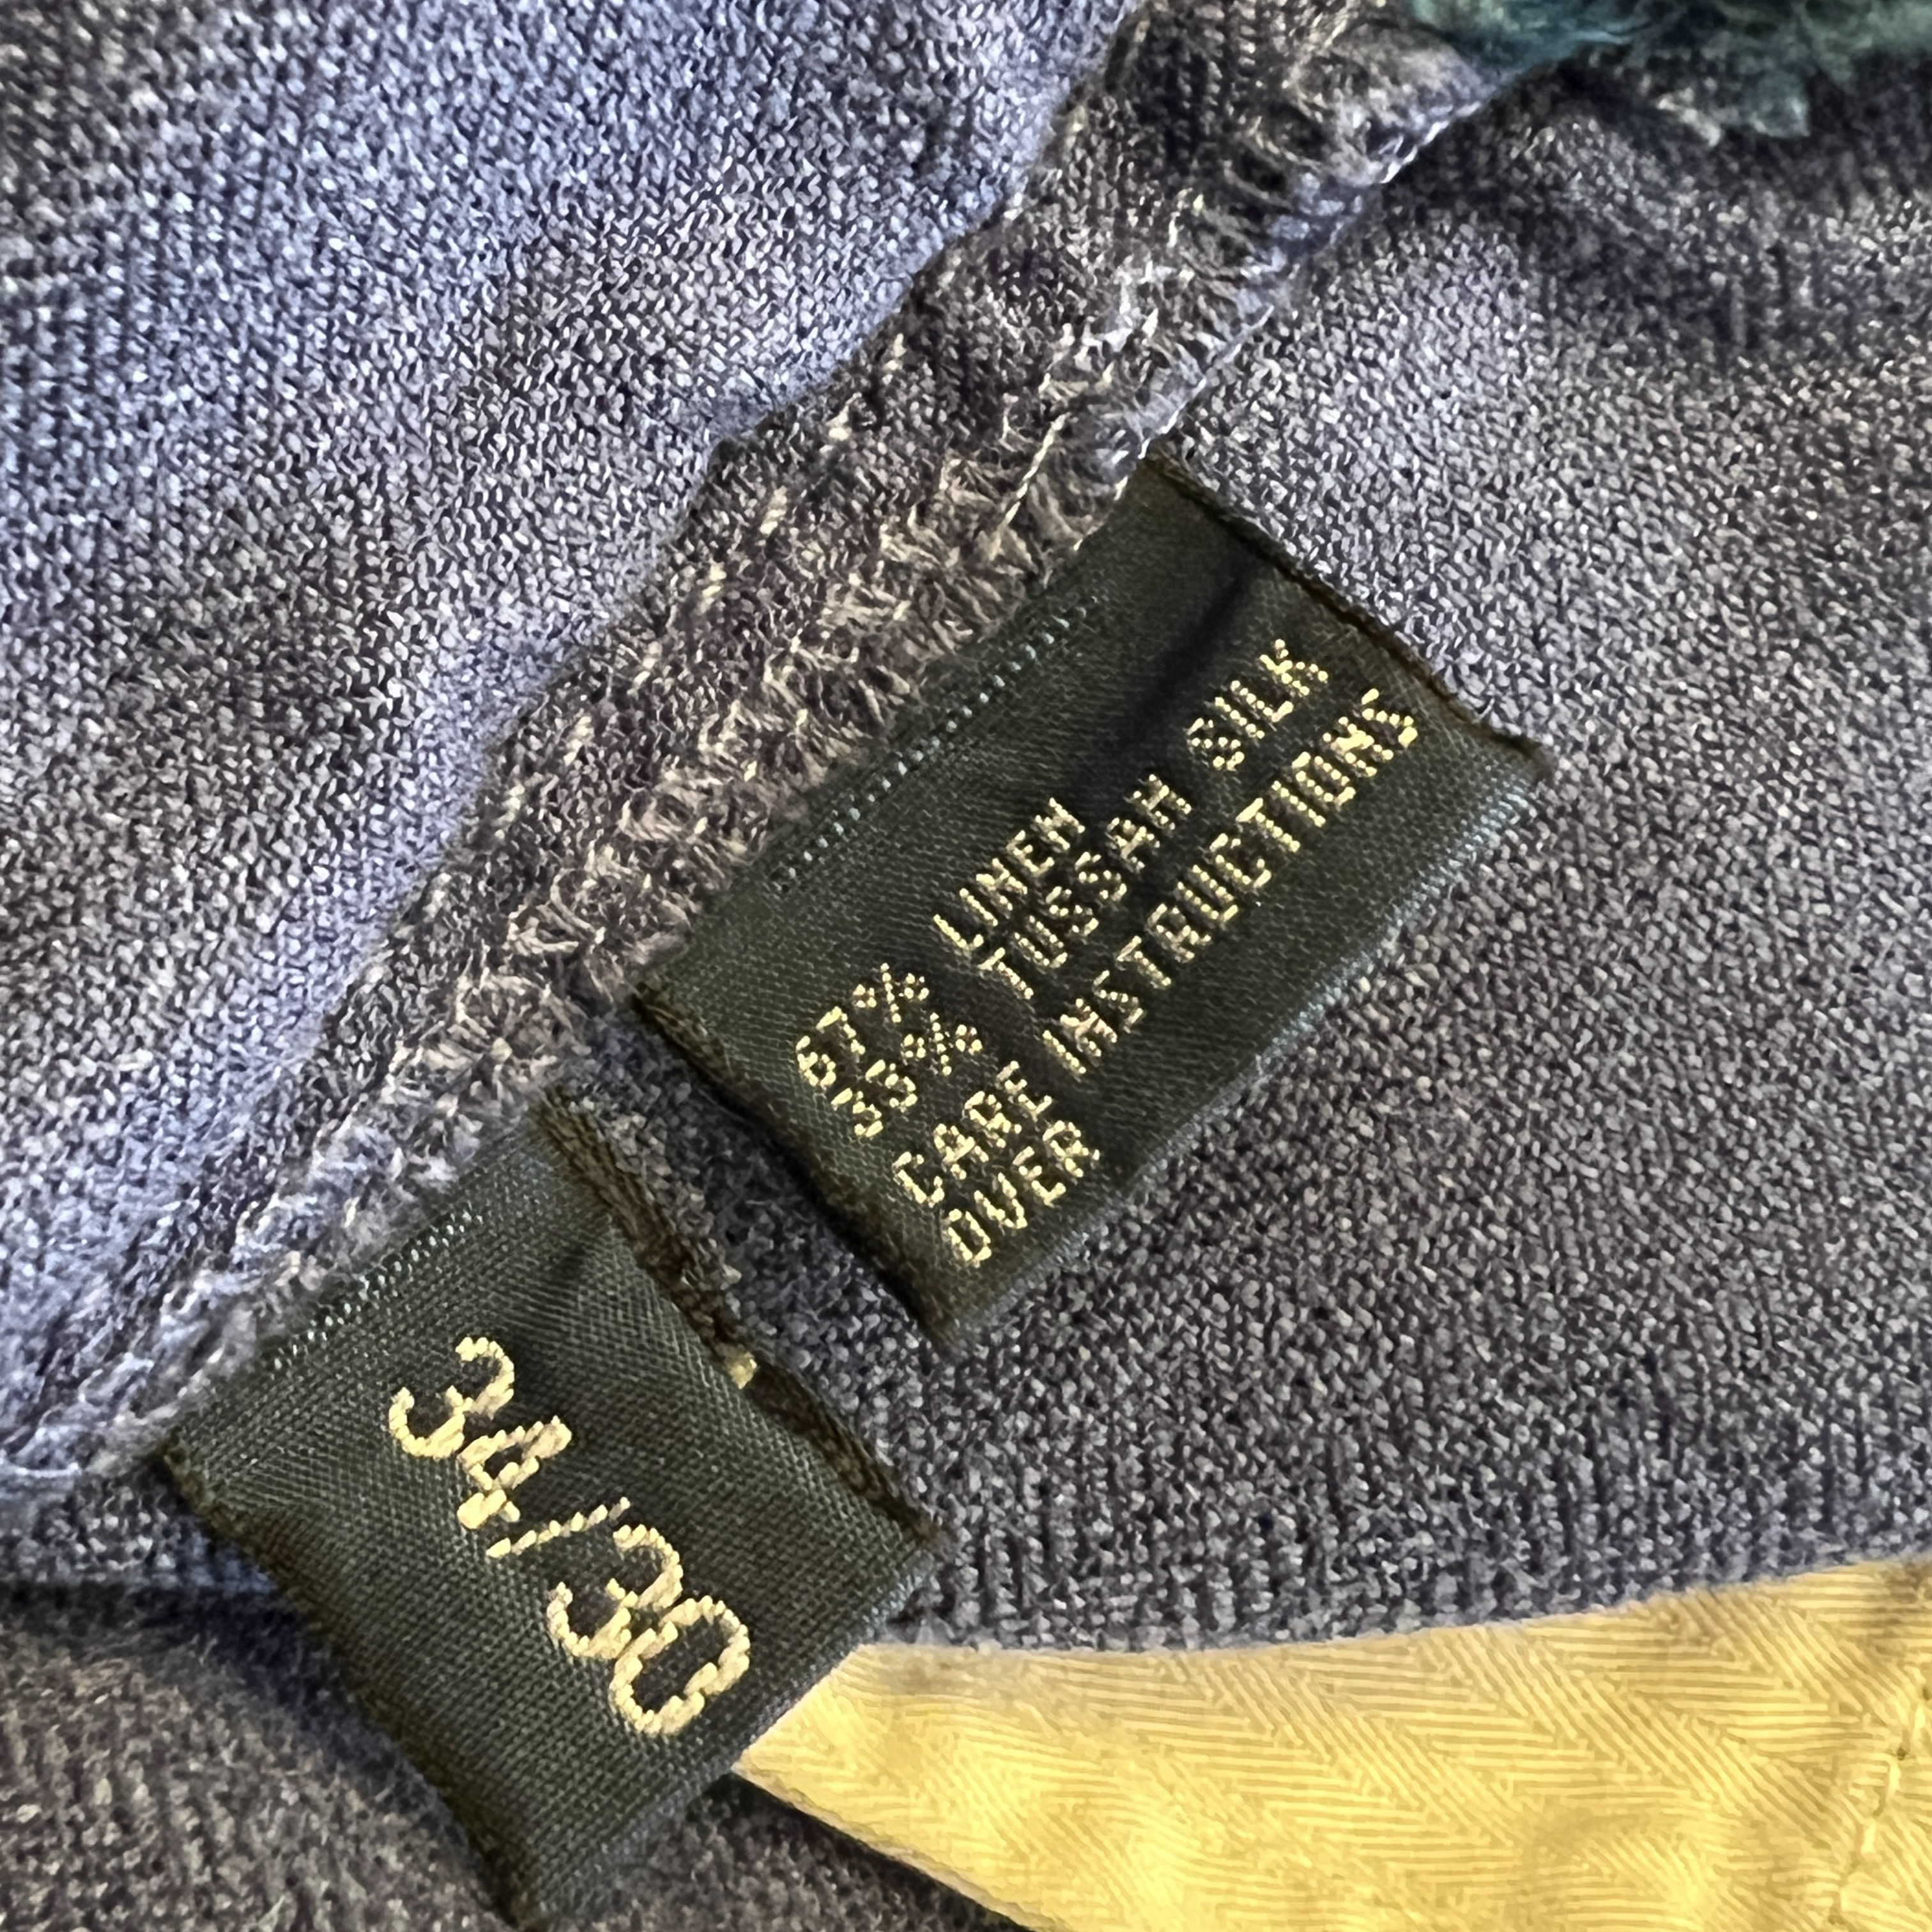 67% LINEN
33% TUSSAH SILK
CARE INSTRUCTIONS
OVER
34/30